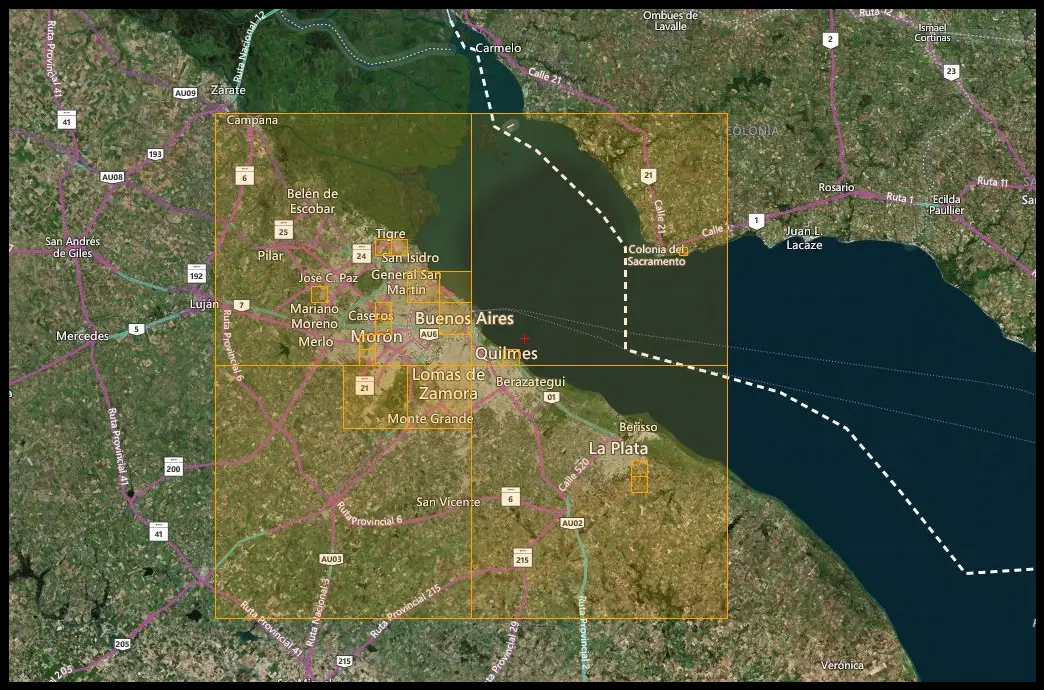 Ombúes de
Lavalle
Ruta 12
Ismael
Cortinas
Carmelo
2
Calle 21
23
Ruta Nacional 12
Ruta Provincial 41
Zárate
AU09
41
Campana
COLONIA
193
AU08
6
21
Ruta 11
Rosario
Ruta 1
Ecilda
Paullier
Belén de
Escobar
Calle 21
1
25
Tigre
Juan L.
Lacaze
San Andrés
de Giles
24
San Isidro
Colonia del
Sacramento
Pilar
192
General San
Martín
José C. Paz
Luján
7
Mariano
Moreno
Caseros
Buenos Aires
5
Mercedes
AU6
Merlo
Morón
Quilmes
Ruta Provincial 6
Lomas de
Zamora
Berazategui
21
01
Monte Grande
Berisso
Ruta Provincial 41
La Plata
200
Calle 520
San Vicente
6
Ruta Provincial 6
AU02
41
AU03
215
Ruta Provincial 41
Ruta Nacional 3
Ruta Provincial 215
Ruta Provincial 29
Ruta Provincial 2
205
215
Verónica